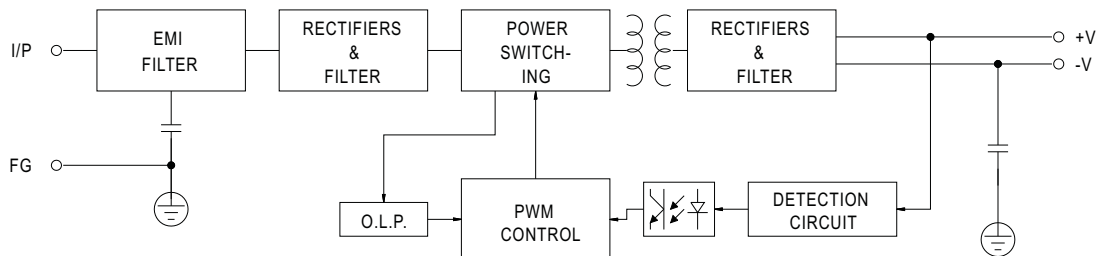 I/P
EMI
FILTER
RECTIFIERS
&
FILTER
POWER
SWITCH-
ING
RECTIFIERS
&
FILTER
+V
-V
FG
O.L.P.
PWM
CONTROL
DETECTION
CIRCUIT